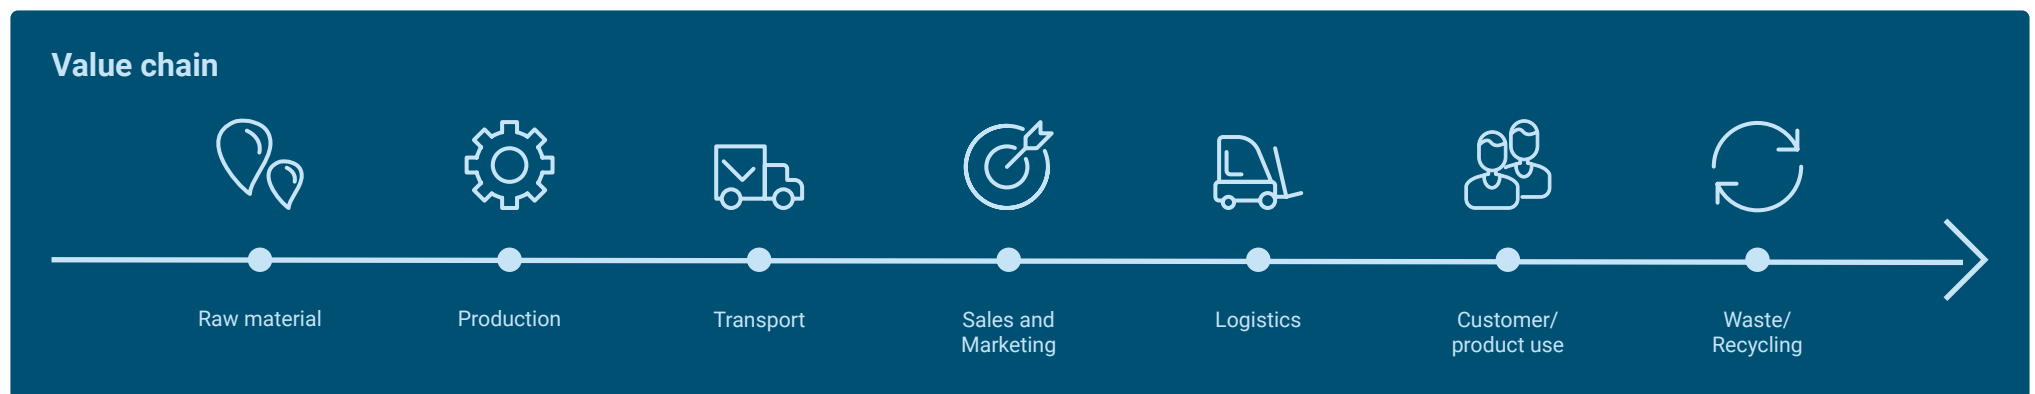 Value chain
Raw material
Production
Transport
Sales and
Marketing
Logistics
Customer/
product use
Waste/
Recycling